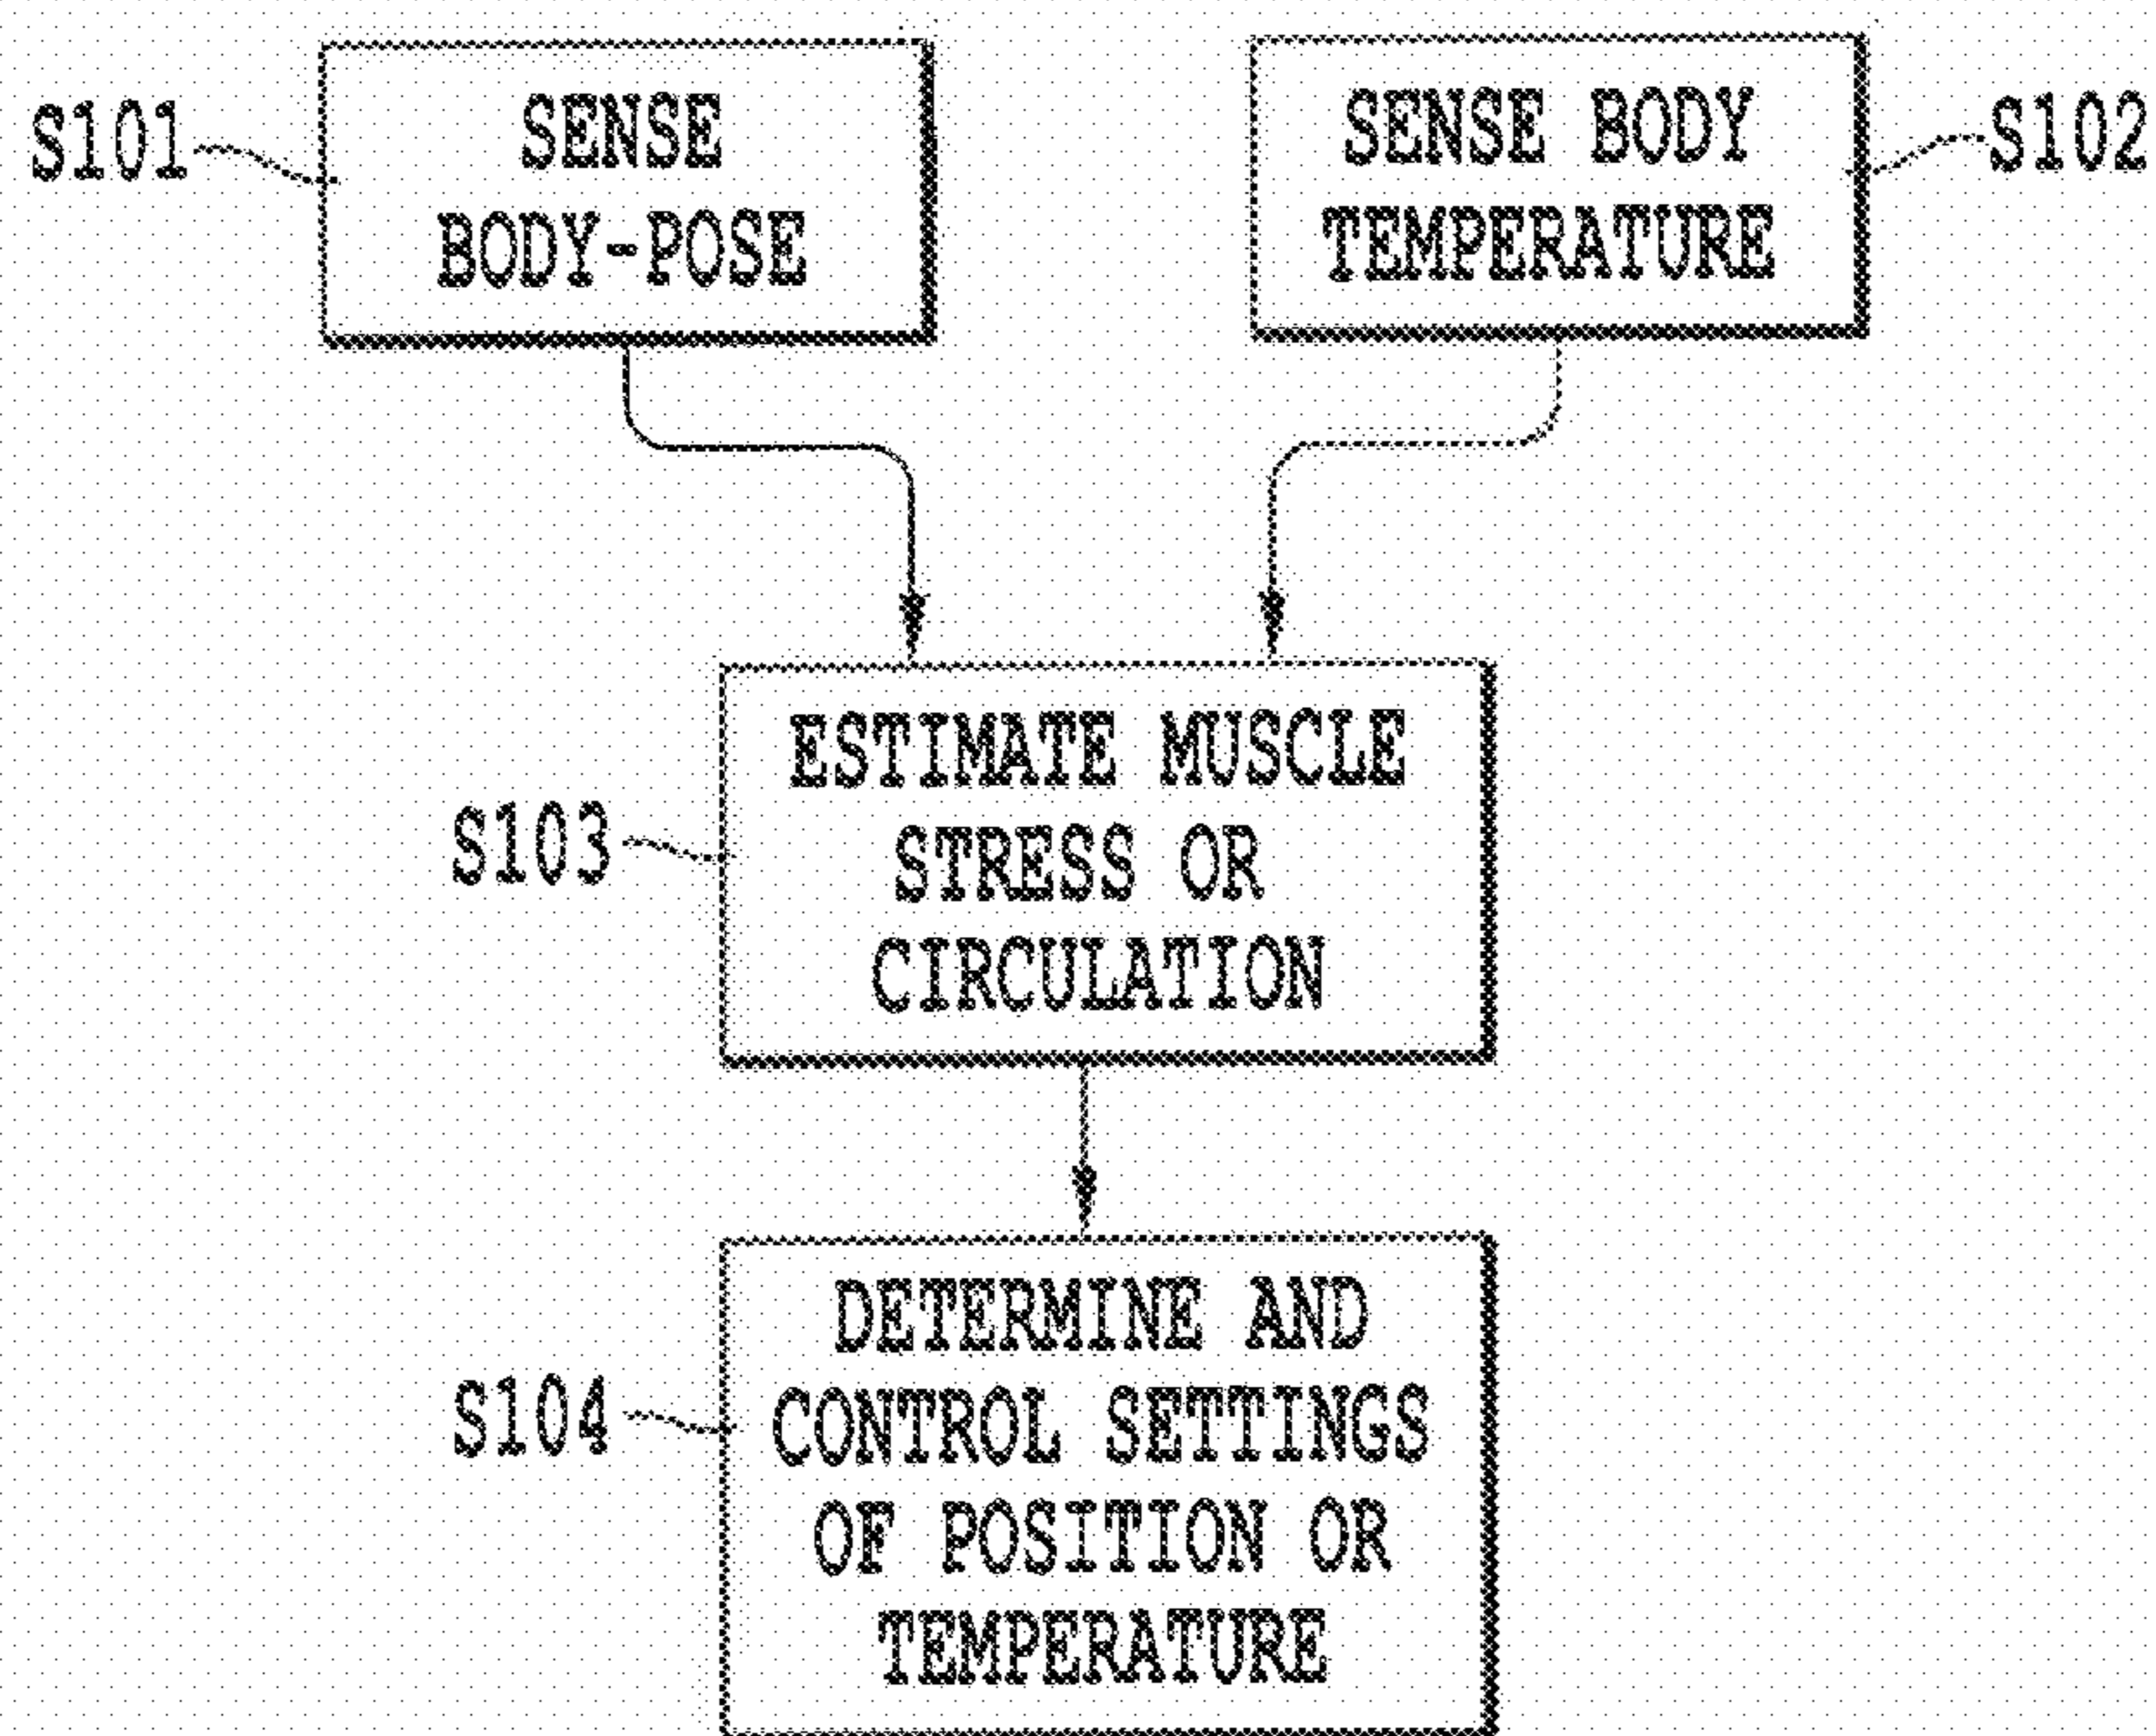 S101
SENSE
BODY-POSE
SENSE BODY
TEMPERATURE
S102
S103
ESTIMATE MUSCLE
STRESS OR
CIRCULATION
S104
DETERMINE AND
CONTROL SETTINGS
OF POSITION OR
TEMPERATURE